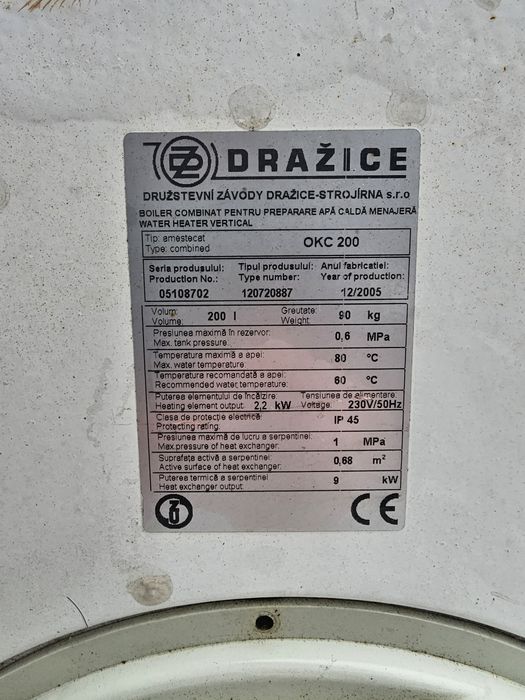 DZ DRAŽICE
DRUŽSTEVNÍ ZÁVODY DRAŽICE-STROJÍRNA s.r.o
BOILER COMBINAT PENTRU PREPARARE APĂ CALDĂ MENAJERĂ
WATER HEATER VERTICAL
Tip: amestecat
Type: combined OKC 200
Seria produsului: Tipul produsului: Anul fabricatiei:
Production No.: Type number: Year of production:
05108702 120720887 12/2005
Volum: Greutate:
Volume: 200 l Weight: 90 kg
Presiunea maximă în rezervor:
Max. tank pressure: 0,6 MPa
Temperatura maximă a apei:
Max. water temperature: 80 °C
Temperatura recomandată a apei:
Recommended water temperature: 60 °C
Puterea elementului de încălzire: Tensiunea de alimentare:
Heating element output: 2,2 kW Voltage: 230V/50Hz
Clasa de protecție electrică:
Protecting rating: IP 45
Presiunea maximă de lucru a serpentinei:
Max.pressure of heat exchanger: 1 MPa
Suprafața activă a serpentinei:
Active surface of heat exchanger: 0,68 m²
Puterea termică a serpentinei
Heat exchanger output: 9 kW
CE